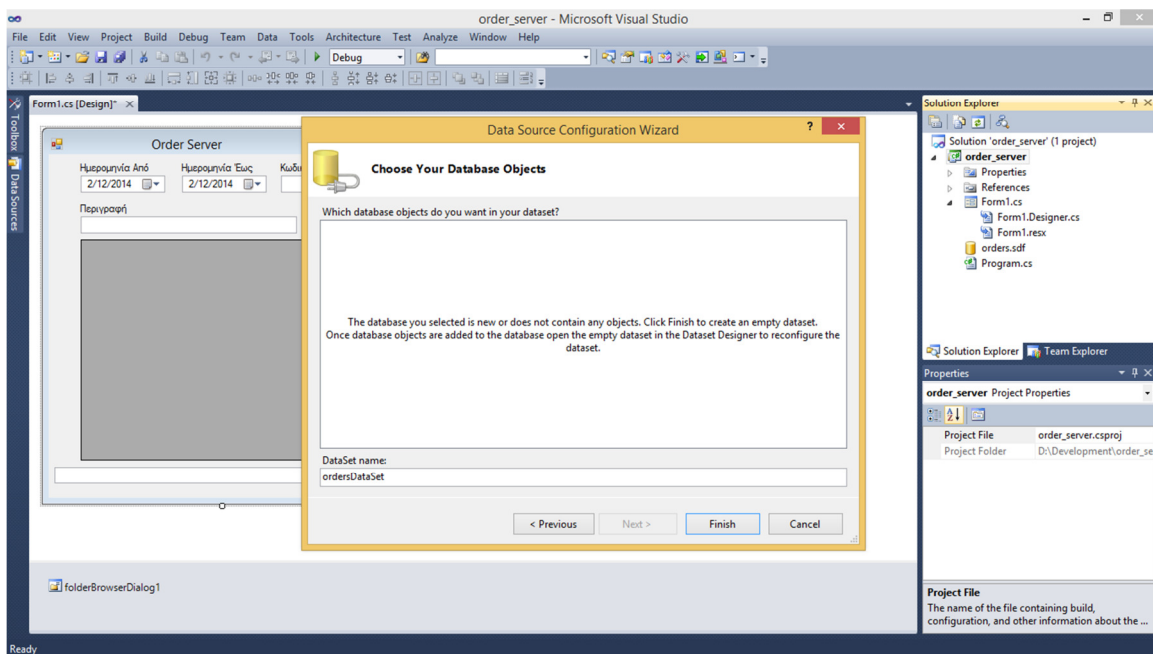 order_server - Microsoft Visual Studio
File Edit View Project Build Debug Team Data Tools Architecture Test Analyze Window Help
Debug
Form1.cs [Design]* ×
Toolbox
Data Sources
Order Server
Ημερομηνία Από Ημερομηνία Έως
2/12/2014 2/12/2014
Περιγραφή
Data Source Configuration Wizard
Choose Your Database Objects
Which database objects do you want in your dataset?
The database you selected is new or does not contain any objects. Click Finish to create an empty dataset.
Once database objects are added to the database open the empty dataset in the Dataset Designer to reconfigure the
dataset.
DataSet name:
ordersDataSet
< Previous Next > Finish Cancel
folderBrowserDialog1
Solution Explorer
Solution 'order_server' (1 project)
order_server
Properties
References
Form1.cs
Form1.Designer.cs
Form1.resx
orders.sdf
Program.cs
Solution Explorer Team Explorer
Properties
order_server Project Properties
Project File order_server.csproj
Project Folder D:\Development\order_se
Project File
The name of the file containing build,
configuration, and other information about the ...
Ready